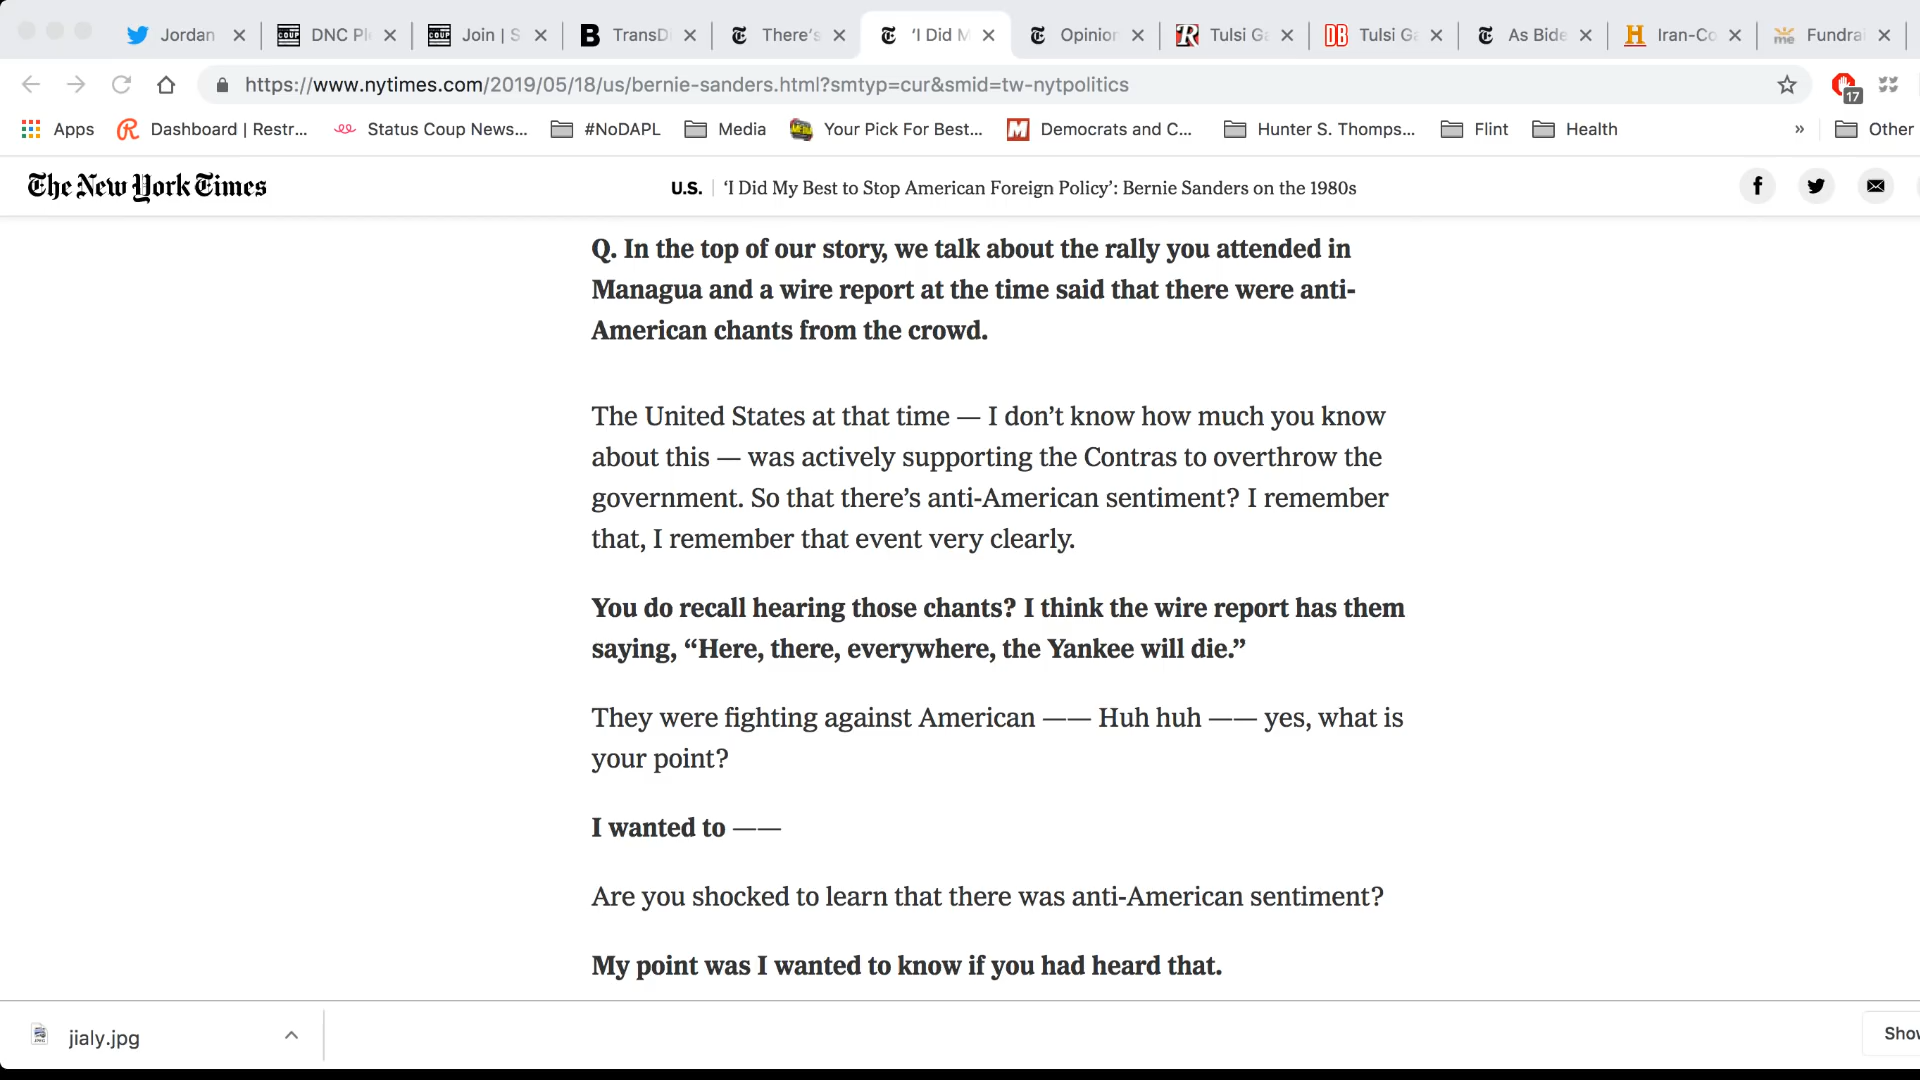 Jordan
DNC Pl
Join | S
TransD
There's
'I Did M
Opinion
Tulsi Ga
Tulsi Ga
As Bide
Iran-Co
Fundrai
https://www.nytimes.com/2019/05/18/us/bernie-sanders.html?smtyp=cur&smid=tw-nytpolitics
17
Apps
Dashboard | Restr...
Status Coup News...
#NoDAPL
Media
Your Pick For Best...
Democrats and C...
Hunter S. Thomps...
Flint
Health
»
Other
The New York Times
U.S. | ‘I Did My Best to Stop American Foreign Policy’: Bernie Sanders on the 1980s
Q. In the top of our story, we talk about the rally you attended in
Managua and a wire report at the time said that there were anti-
American chants from the crowd.
The United States at that time — I don’t know how much you know
about this — was actively supporting the Contras to overthrow the
government. So that there’s anti-American sentiment? I remember
that, I remember that event very clearly.
You do recall hearing those chants? I think the wire report has them
saying, “Here, there, everywhere, the Yankee will die.”
They were fighting against American —— Huh huh —— yes, what is
your point?
I wanted to ——
Are you shocked to learn that there was anti-American sentiment?
My point was I wanted to know if you had heard that.
jialy.jpg
Show